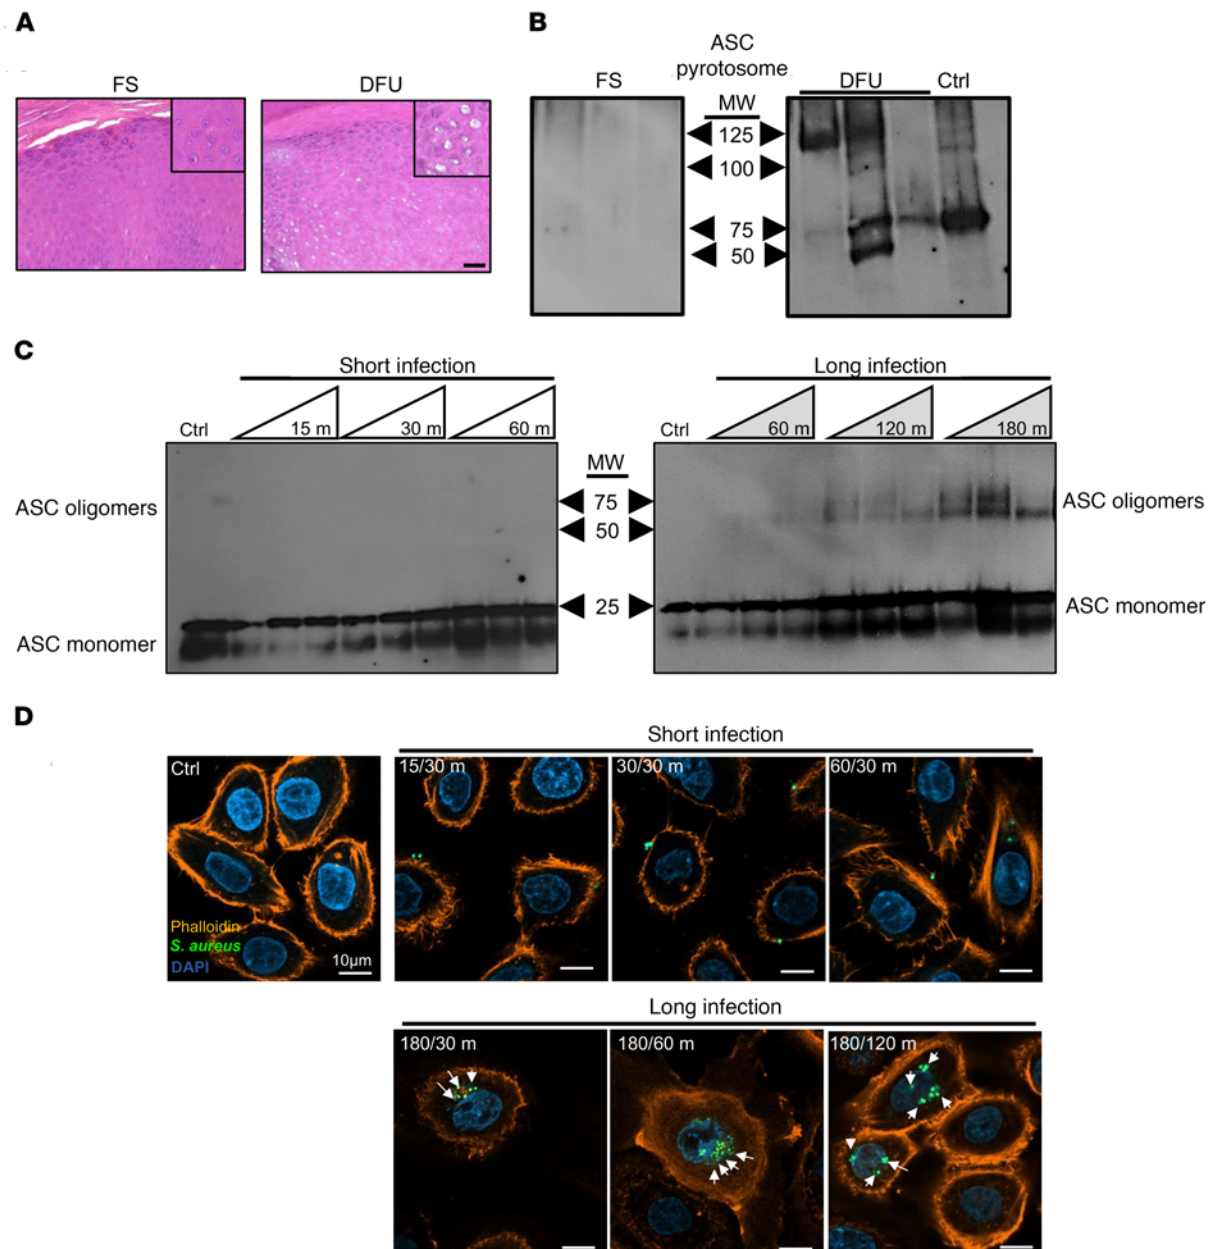 A
FS
DFU
B
ASC
pyrotosome
FS
MW
DFU
Ctrl
125
100
75
50
C
Short infection
Long infection
Ctrl
15 m
30 m
60 m
Ctrl
60 m
120 m
180 m
MW
ASC oligomers
75
ASC oligomers
50
25
ASC monomer
ASC monomer
D
Short infection
Ctrl
15/30 m
30/30 m
60/30 m
Phalloidin
S. aureus
DAPI
10µm
Long infection
180/30 m
180/60 m
180/120 m